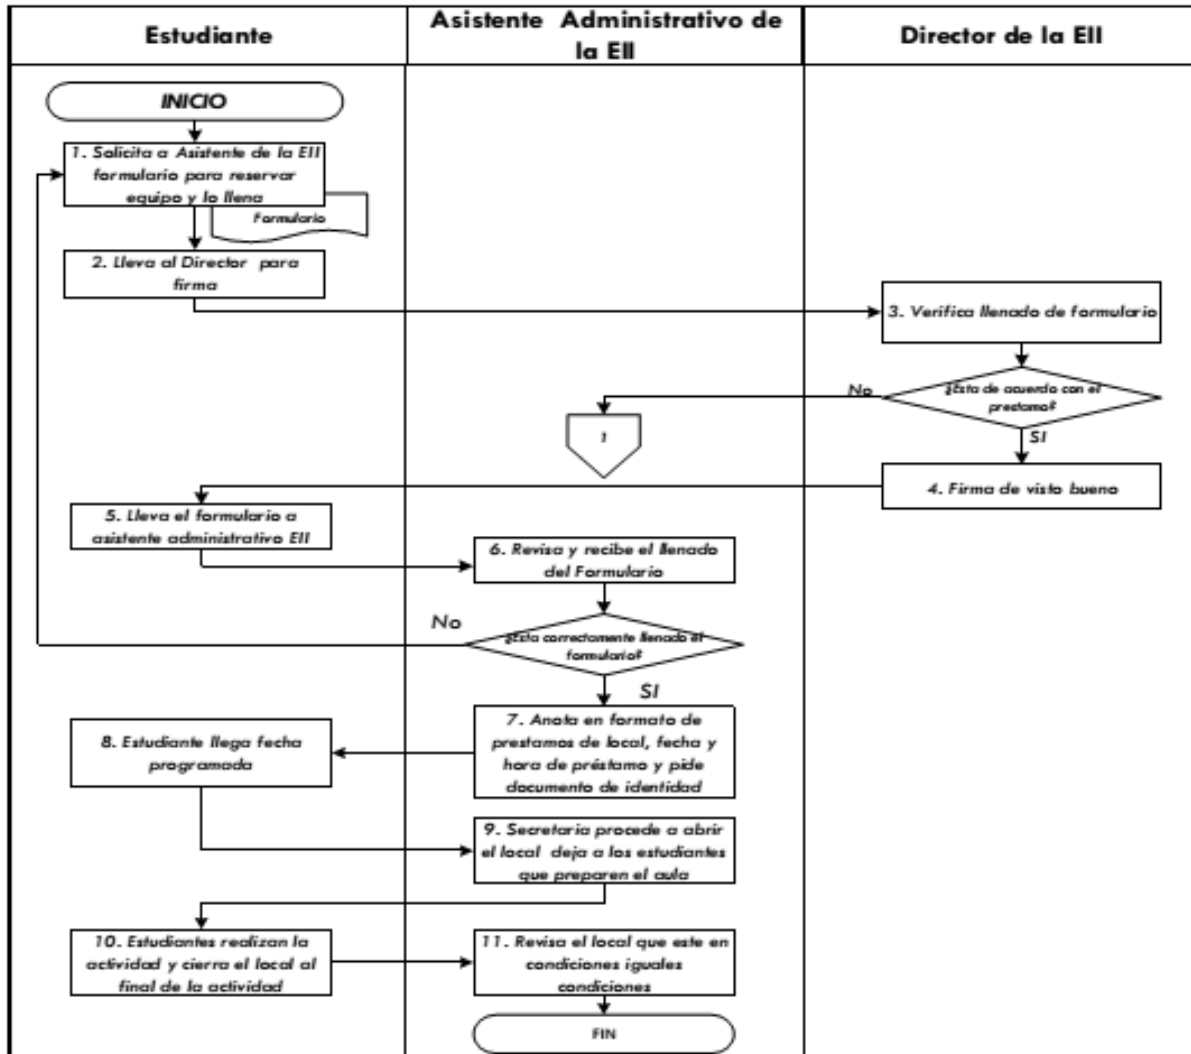 Estudiante
Asistente Administrativo de
la EII
Director de la EII
INICIO
1. Solicita a Asistente de la EII
formulario para reservar
equipo y lo llena
Formulario
2. Lleva al Director para
firma
3. Verifica llenado de formulario
¿Esta de acuerdo con el
prestamo?
No
SI
1
4. Firma de visto bueno
5. Lleva el formulario a
asistente administrativo EII
6. Revisa y recibe el llenado
del Formulario
No
¿Esta correctamente llenado el
formulario?
SI
7. Anota en formato de
prestamos de local, fecha y
hora de préstamo y pide
documento de identidad
8. Estudiante llega fecha
programada
9. Secretaria procede a abrir
el local deja a los estudiantes
que preparen el aula
10. Estudiantes realizan la
actividad y cierra el local al
final de la actividad
11. Revisa el local que este en
condiciones iguales
condiciones
FIN